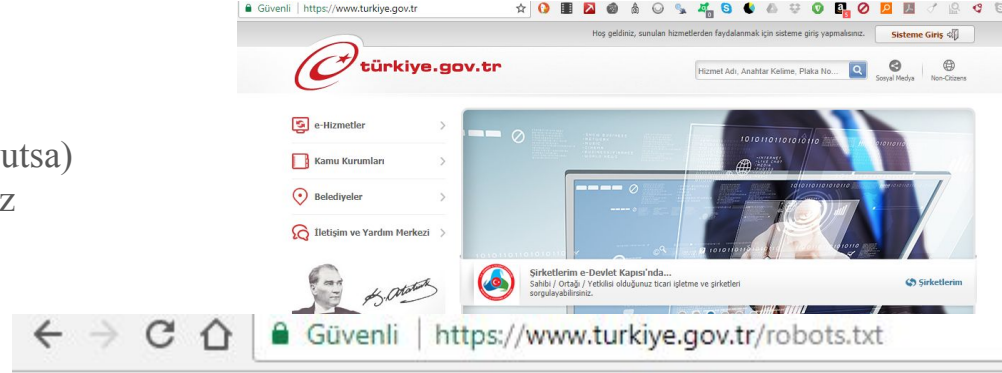 Güvenli | https://www.turkiye.gov.tr
Hoş geldiniz, sunulan hizmetlerden faydalanmak için sisteme giriş yapmalısınız.
Sisteme Giriş
türkiye.gov.tr
Hizmet Adı, Anahtar Kelime, Plaka No...
Sosyal Medya
Non-Citizens
e-Hizmetler
Kamu Kurumları
Belediyeler
İletişim ve Yardım Merkezi
utsa)
z
1010110101010110
Şirketlerim e-Devlet Kapısı'nda...
Sahibi / Ortağı / Yetkilisi olduğunuz ticari işletme ve şirketleri
sorgulayabilirsiniz.
Şirketlerim
Güvenli | https://www.turkiye.gov.tr/robots.txt